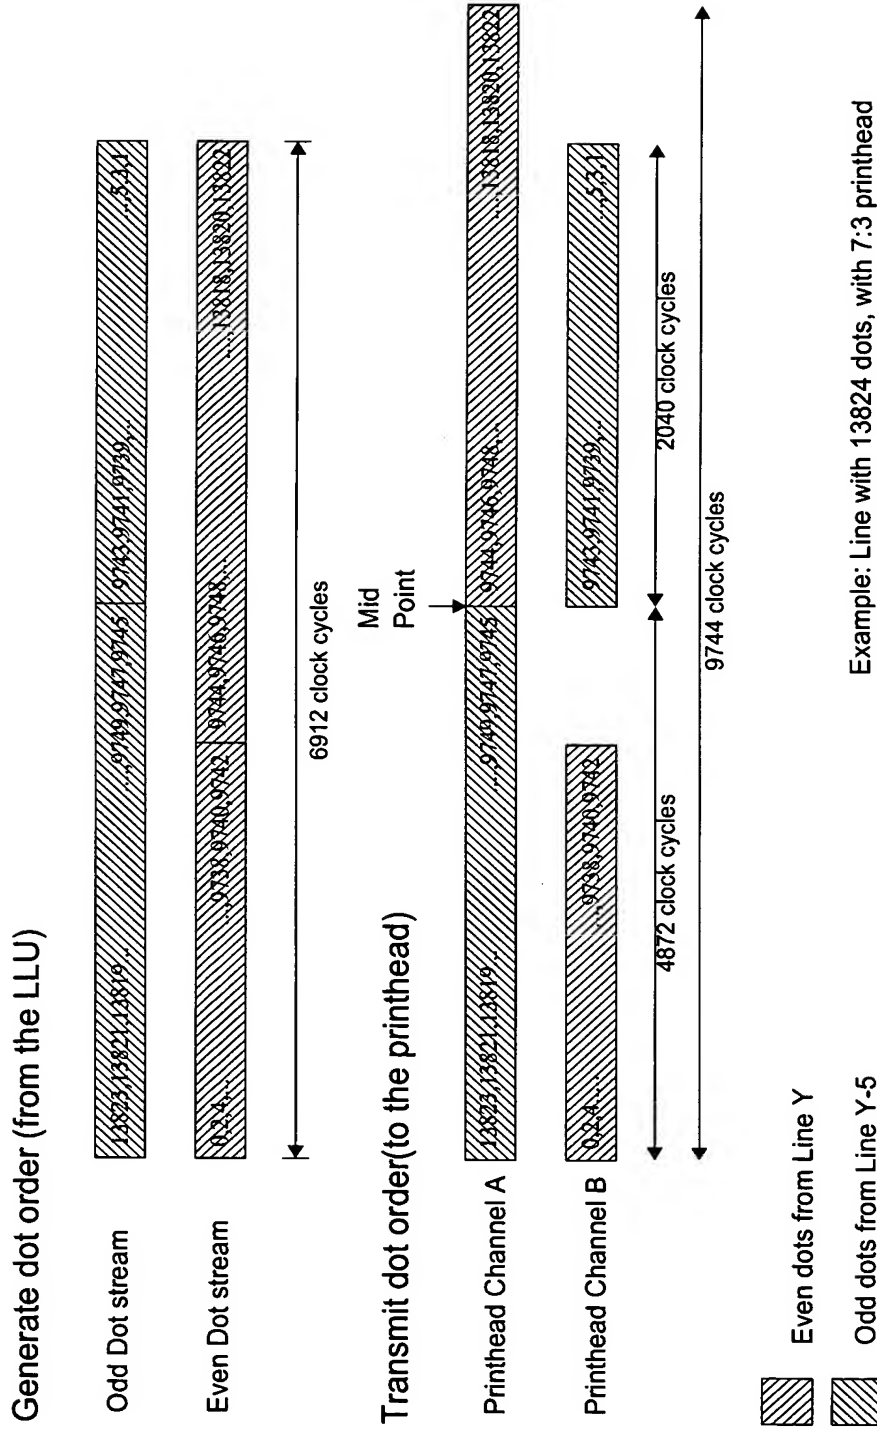 Generate dot order (from the LLU)
Odd Dot stream
13823,13821,13819...
...,9749,9747,9745
9743,9741,9739,...
...,5,3,1
Even Dot stream
0,2,4,...
...,9738,9740,9742
9744,9746,9748,...
....,13818,13820,13822
6912 clock cycles
Transmit dot order(to the printhead)
Mid
Point
Printhead Channel A
13823,13821,13819...
...,9749,9747,9745
9744,9746,9748,...
....,13818,13820,13822
Printhead Channel B
0,2,4.....
....,9738,9740,9742
9743,9741,9739,...
...,5,3,1
4872 clock cycles
2040 clock cycles
9744 clock cycles
Even dots from Line Y
Odd dots from Line Y-5
Example: Line with 13824 dots, with 7:3 printhead